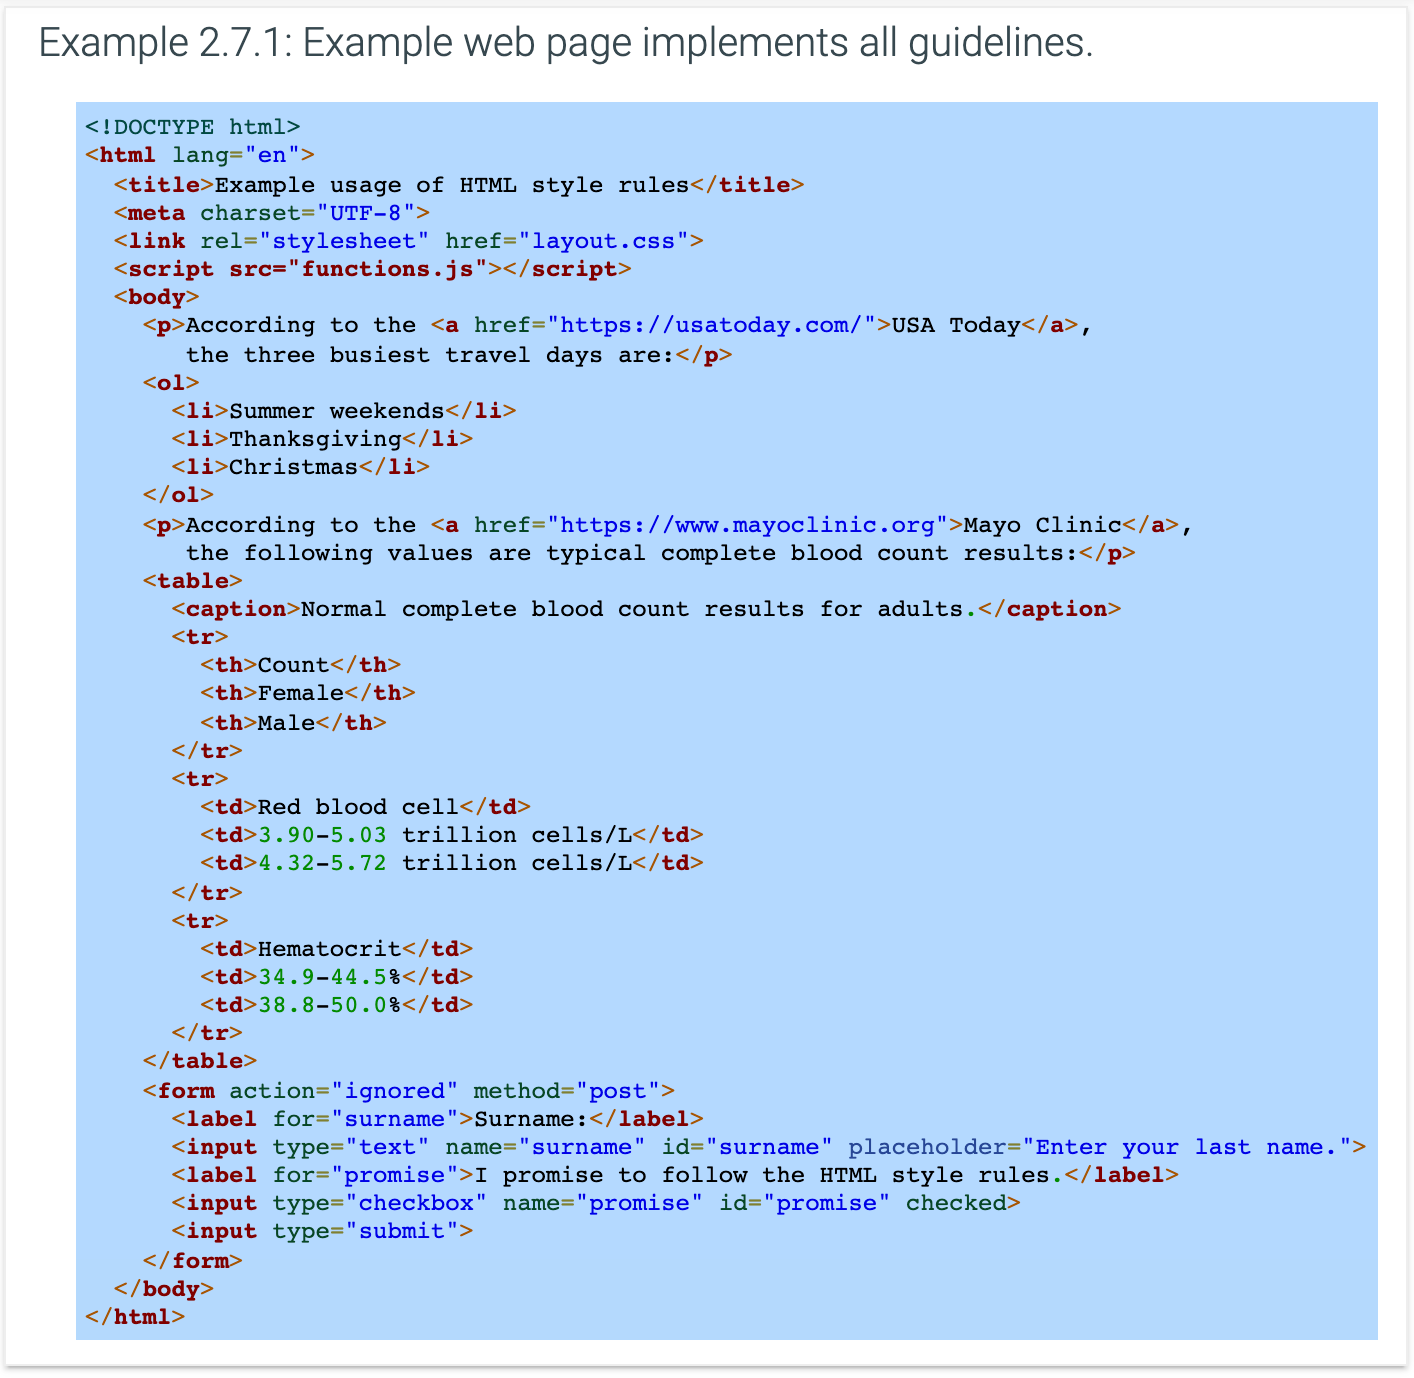 Example 2.7.1: Example web page implements all guidelines.
<!DOCTYPE html>
<html lang="en">
  <title>Example usage of HTML style rules</title>
  <meta charset="UTF-8">
  <link rel="stylesheet" href="layout.css">
  <script src="functions.js"></script>
  <body>
    <p>According to the <a href="https://usatoday.com/">USA Today</a>,
       the three busiest travel days are:</p>
    <ol>
      <li>Summer weekends</li>
      <li>Thanksgiving</li>
      <li>Christmas</li>
    </ol>
    <p>According to the <a href="https://www.mayoclinic.org">Mayo Clinic</a>,
       the following values are typical complete blood count results:</p>
    <table>
      <caption>Normal complete blood count results for adults.</caption>
      <tr>
        <th>Count</th>
        <th>Female</th>
        <th>Male</th>
      </tr>
      <tr>
        <td>Red blood cell</td>
        <td>3.90-5.03 trillion cells/L</td>
        <td>4.32-5.72 trillion cells/L</td>
      </tr>
      <tr>
        <td>Hematocrit</td>
        <td>34.9-44.5%</td>
        <td>38.8-50.0%</td>
      </tr>
    </table>
    <form action="ignored" method="post">
      <label for="surname">Surname:</label>
      <input type="text" name="surname" id="surname" placeholder="Enter your last name.">
      <label for="promise">I promise to follow the HTML style rules.</label>
      <input type="checkbox" name="promise" id="promise" checked>
      <input type="submit">
    </form>
  </body>
</html>